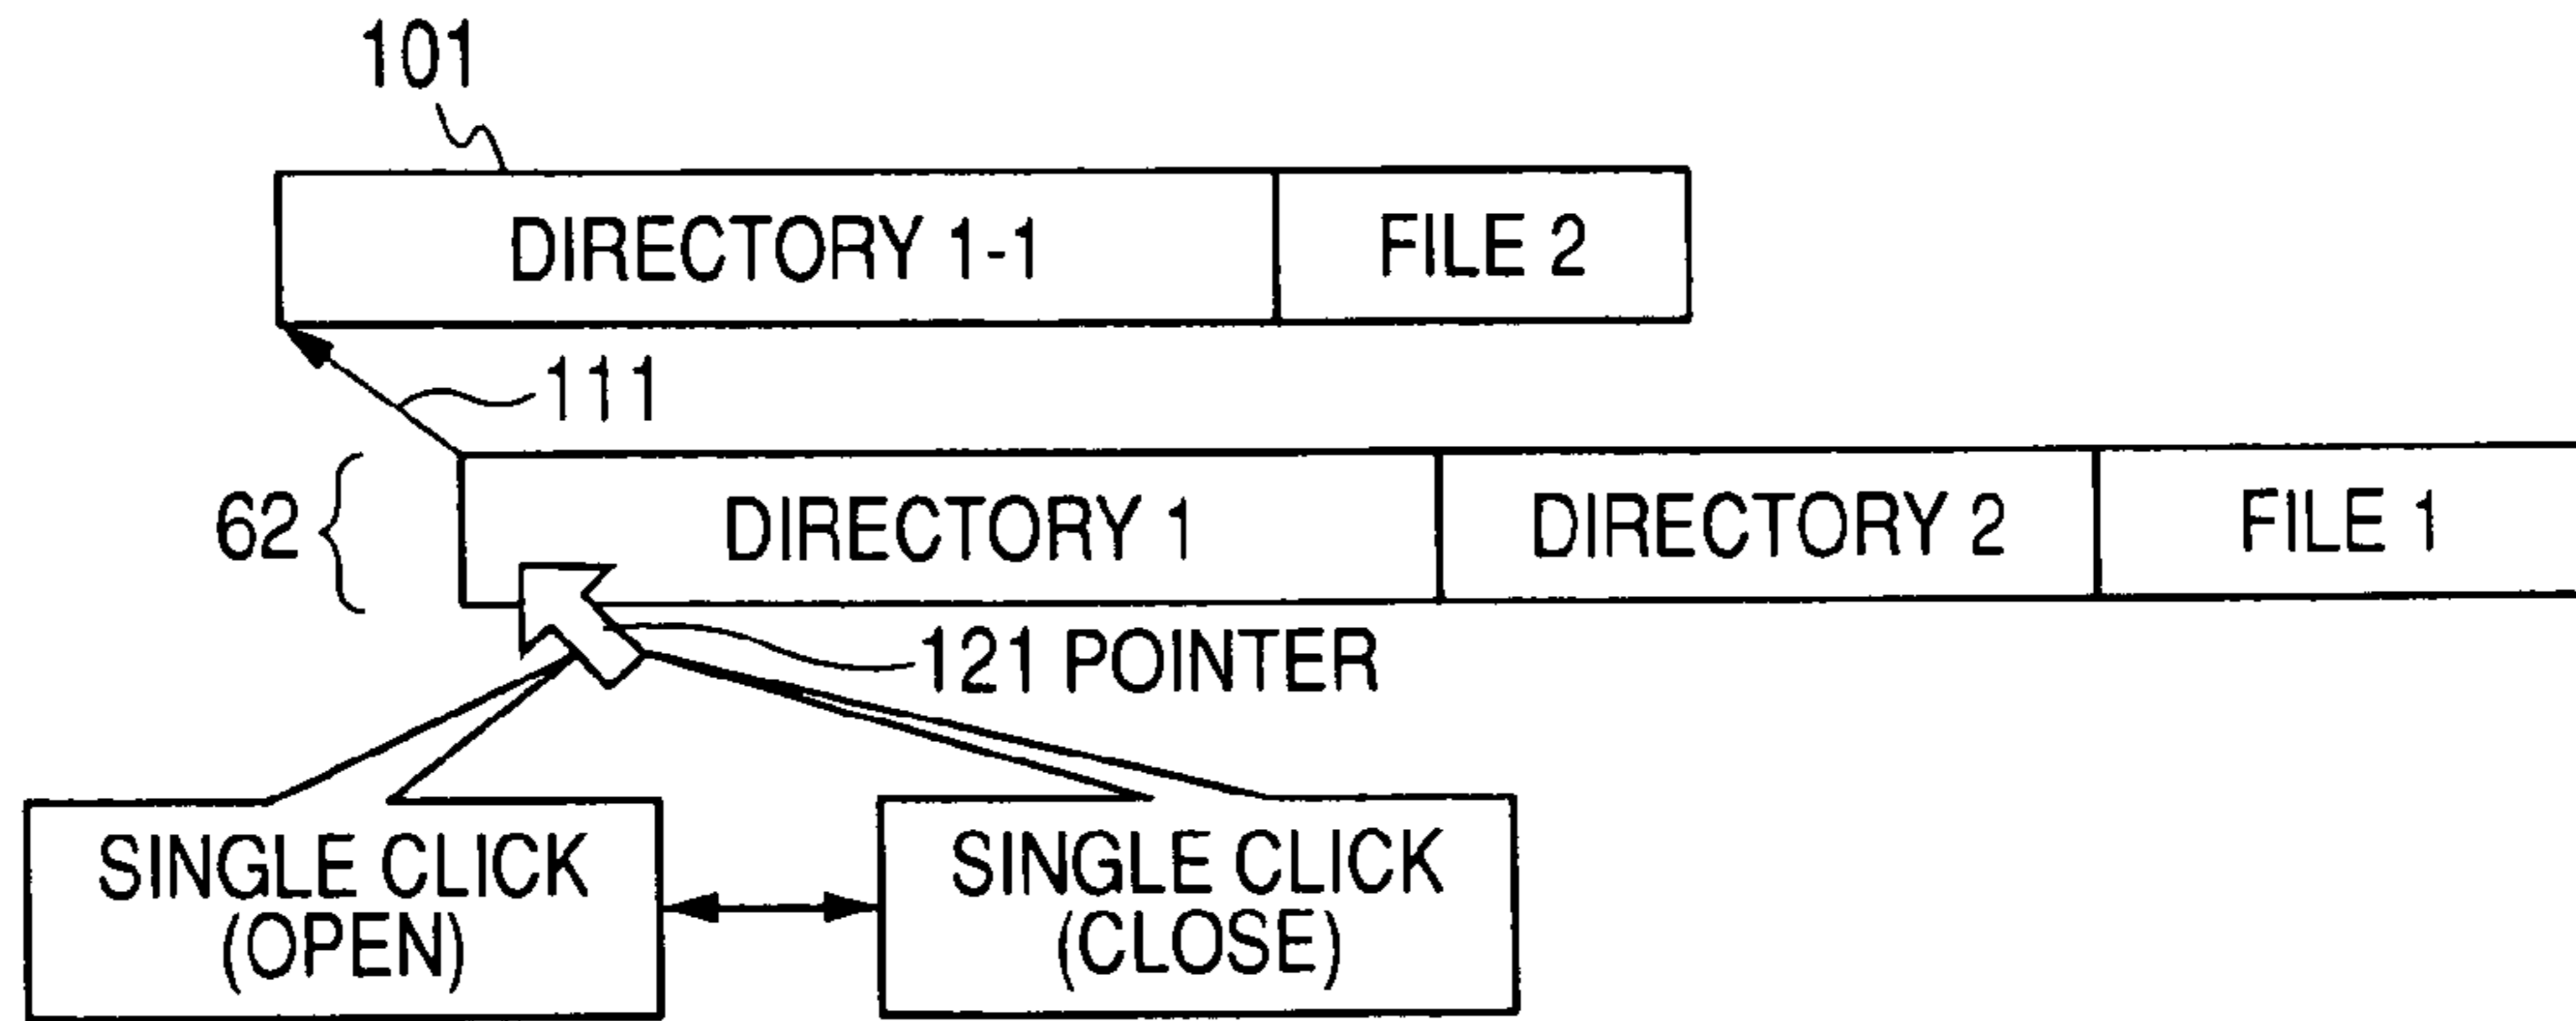 101
DIRECTORY 1-1 FILE 2
111
62 DIRECTORY 1 DIRECTORY 2 FILE 1
121 POINTER
SINGLE CLICK
(OPEN)
SINGLE CLICK
(CLOSE)